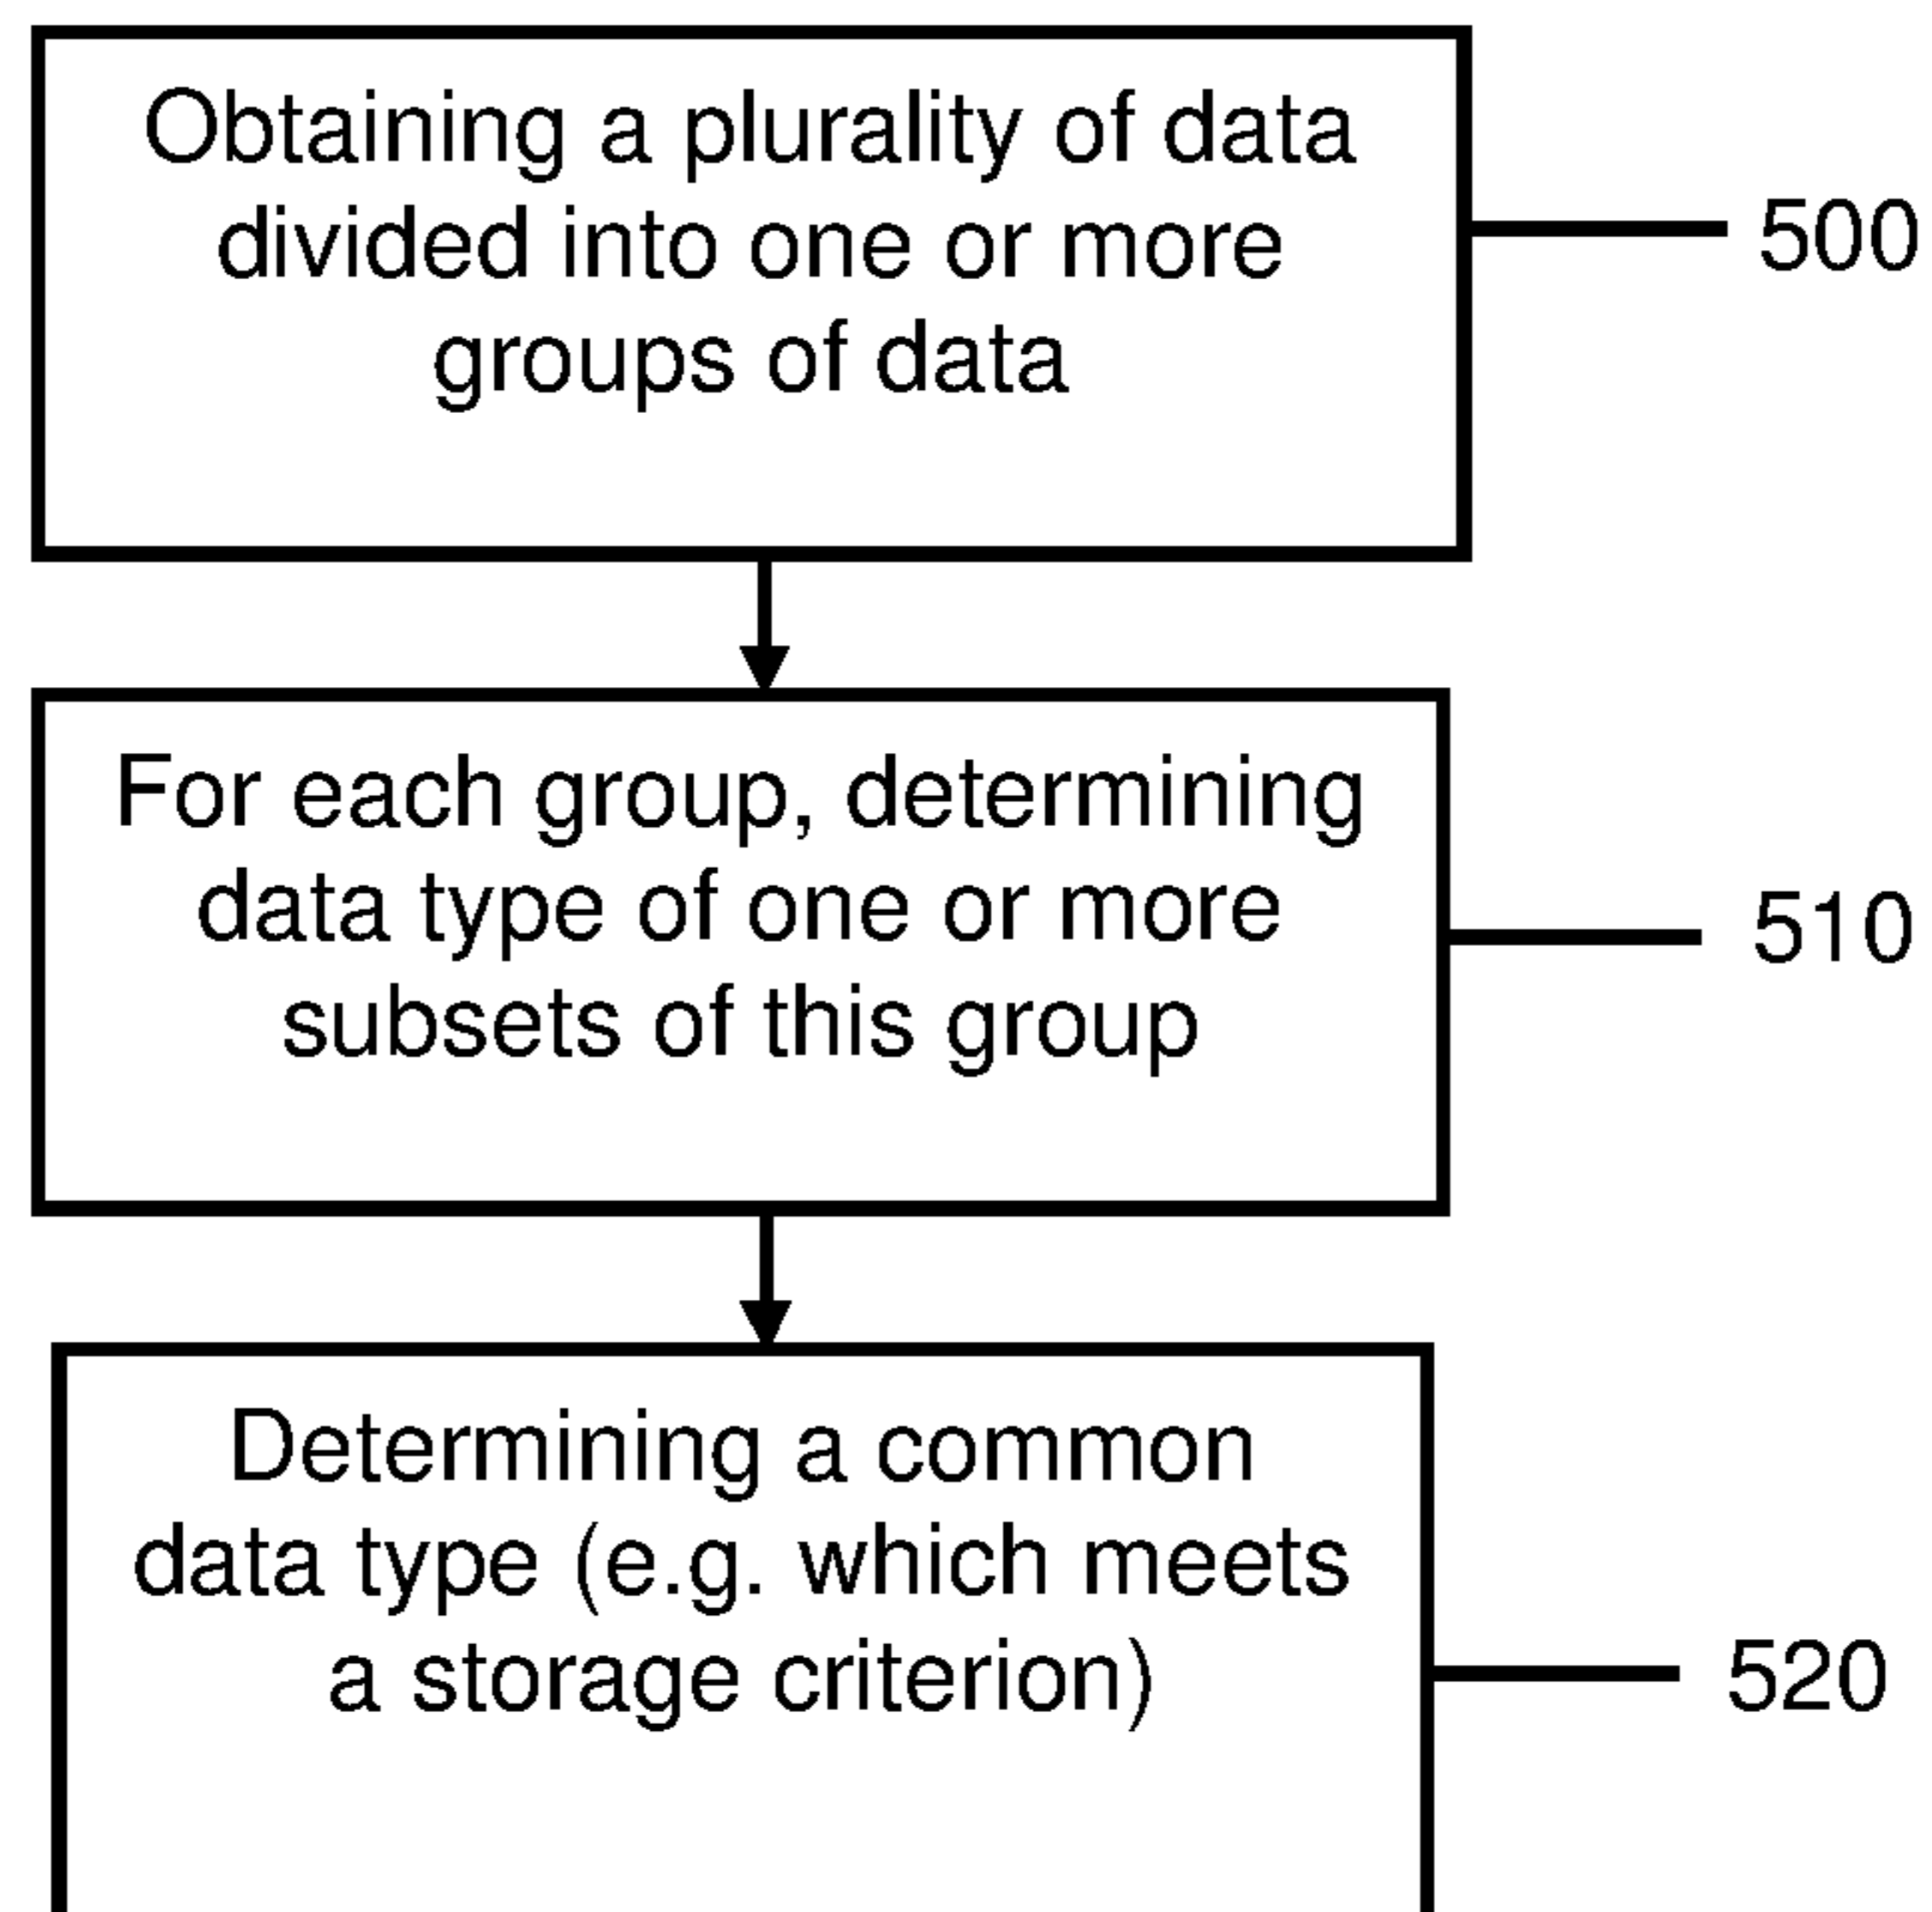 Obtaining a plurality of data
divided into one or more
groups of data
500
For each group, determining
data type of one or more
subsets of this group
510
Determining a common
data type (e.g. which meets
a storage criterion)
520